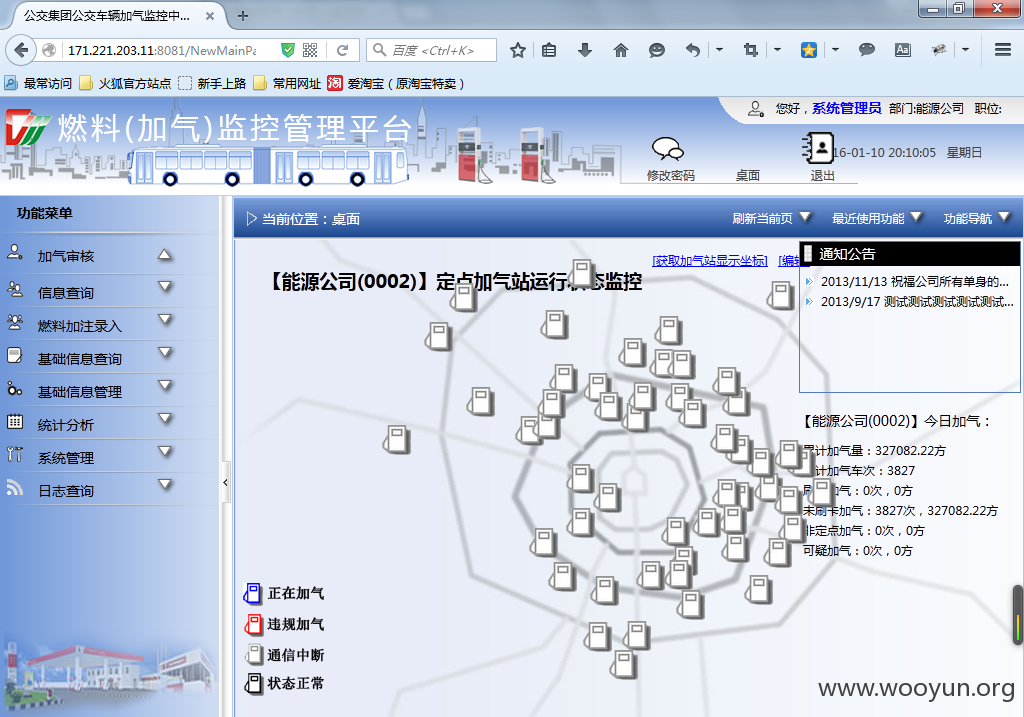 公交集团公交车辆加气监控中...
171.221.203.11:8081/NewMainPa
百度 <Ctrl+K>
最常访问 火狐官方站点 新手上路 常用网址 淘 爱淘宝（原淘宝特卖）
燃料(加气)监控管理平台
您好，系统管理员 部门:能源公司 职位:
16-01-10 20:10:05 星期日
修改密码 桌面 退出
功能菜单
当前位置：桌面
刷新当前页 最近使用功能 功能导航
加气审核
信息查询
燃料加注录入
基础信息查询
基础信息管理
统计分析
系统管理
日志查询
[获取加气站显示坐标] [编辑
【能源公司(0002)】定点加气站运行状态监控
通知公告
2013/11/13 祝福公司所有单身的...
2013/9/17 测试测试测试测试测试...
【能源公司(0002)】今日加气：
累计加气量：327082.22方
计加气车次：3827
加气：0次，0方
未刷卡加气：3827次，327082.22方
非定点加气：0次，0方
可疑加气：0次，0方
正在加气
违规加气
通信中断
状态正常
www.wooyun.org